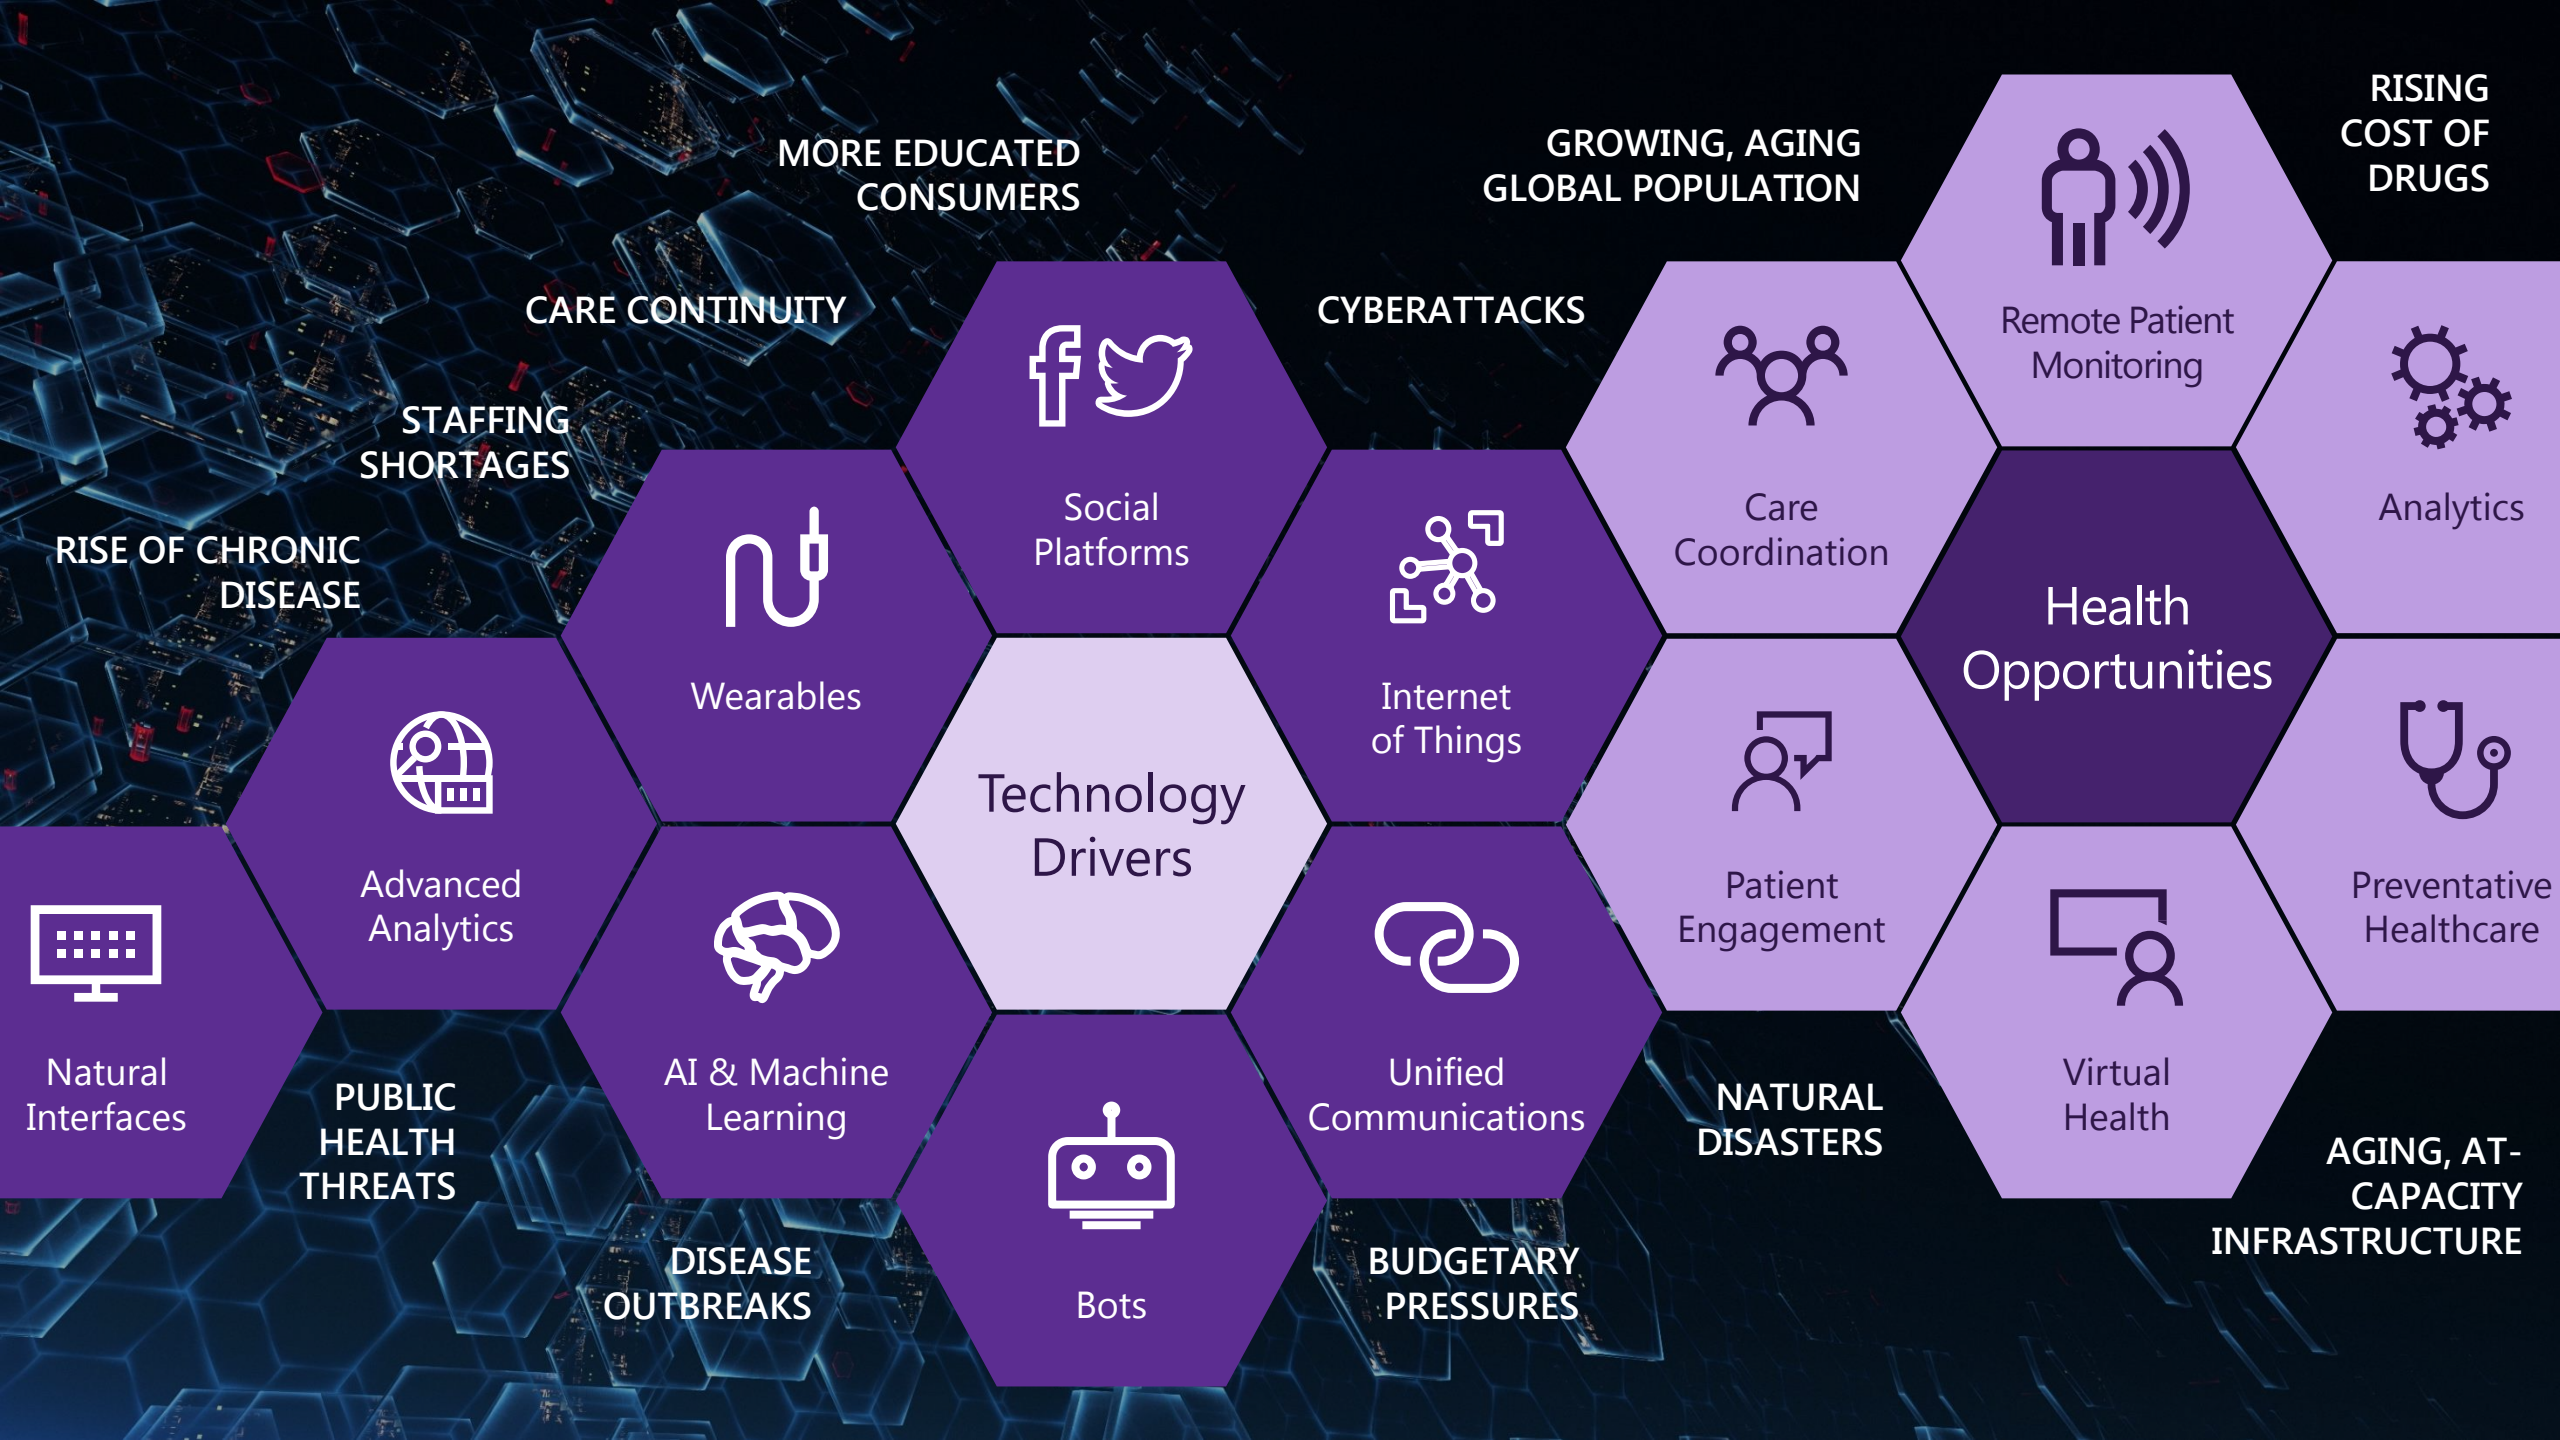 MORE EDUCATED
CONSUMERS
GROWING, AGING
GLOBAL POPULATION
RISING
COST OF
DRUGS
CARE CONTINUITY
CYBERATTACKS
STAFFING
SHORTAGES
RISE OF CHRONIC
DISEASE
Social
Platforms
Wearables
Internet
of Things
Technology
Drivers
Advanced
Analytics
Natural
Interfaces
AI & Machine
Learning
Unified
Communications
Bots
Remote Patient
Monitoring
Care
Coordination
Analytics
Health
Opportunities
Patient
Engagement
Preventative
Healthcare
Virtual
Health
PUBLIC
HEALTH
THREATS
DISEASE
OUTBREAKS
BUDGETARY
PRESSURES
NATURAL
DISASTERS
AGING, AT-
CAPACITY
INFRASTRUCTURE